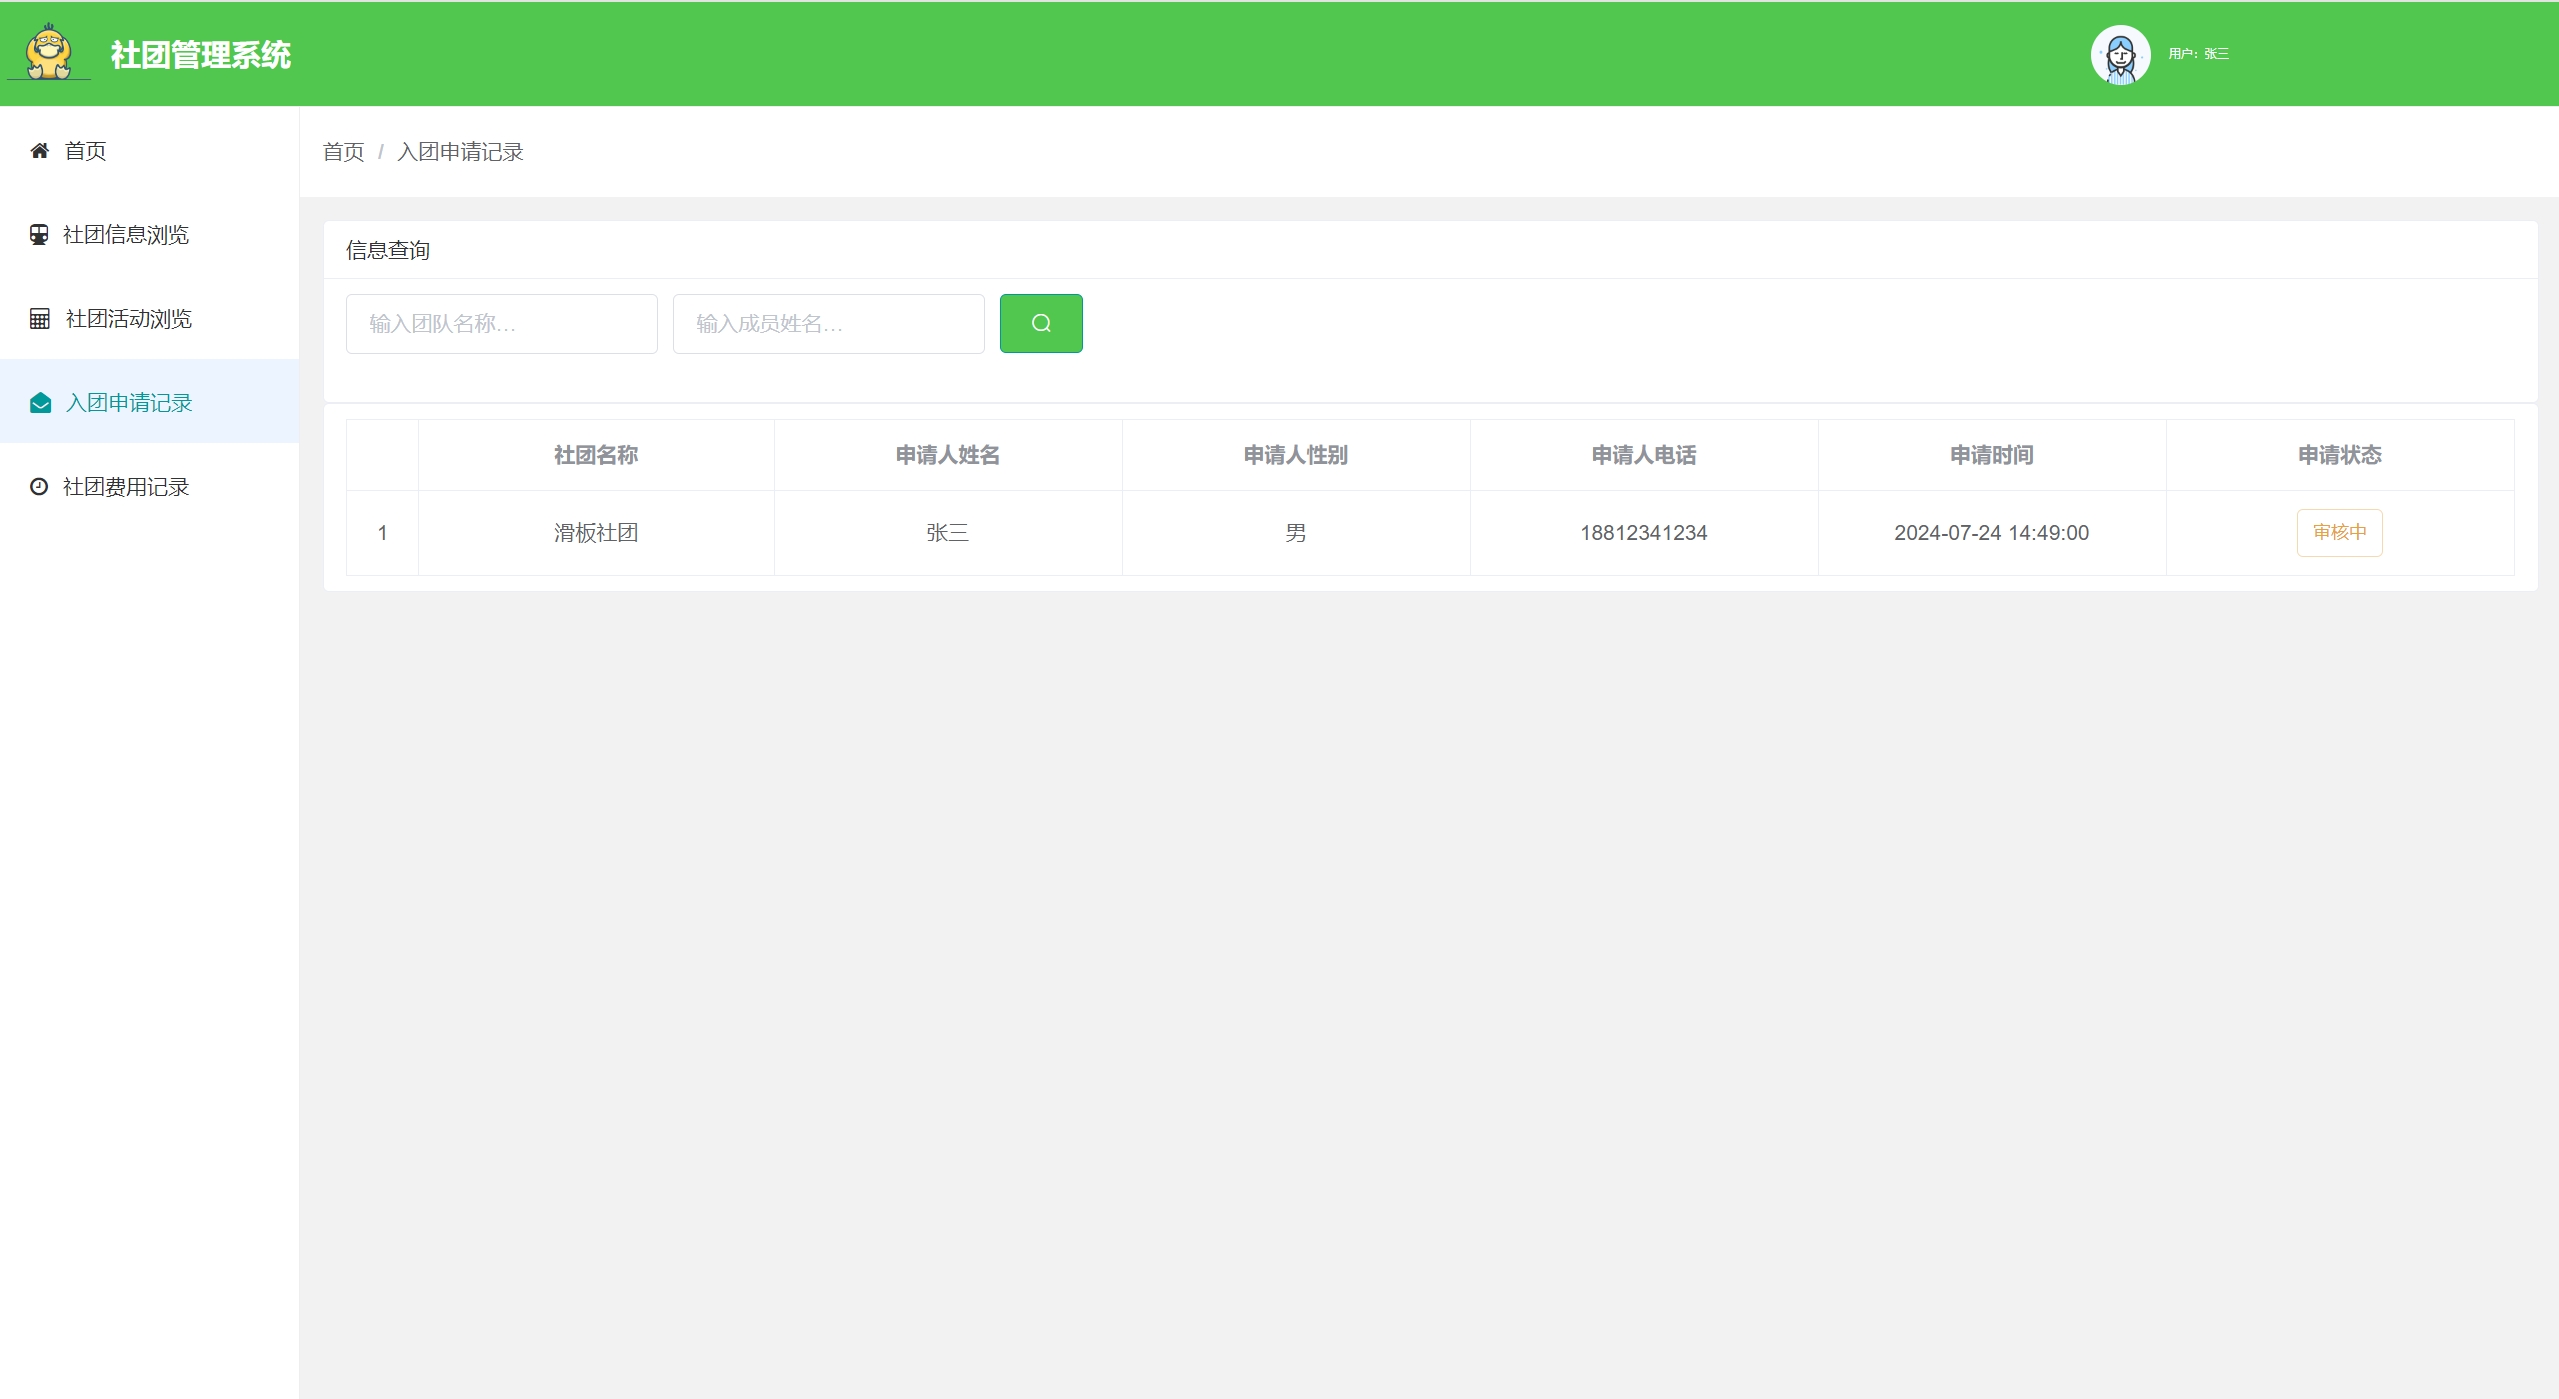 社团管理系统
用户：张三
首页
社团信息浏览
社团活动浏览
入团申请记录
社团费用记录
首页 / 入团申请记录
信息查询
输入团队名称… 输入成员姓名…
社团名称 申请人姓名 申请人性别 申请人电话 申请时间 申请状态
1 滑板社团 张三 男 18812341234 2024-07-24 14:49:00 审核中